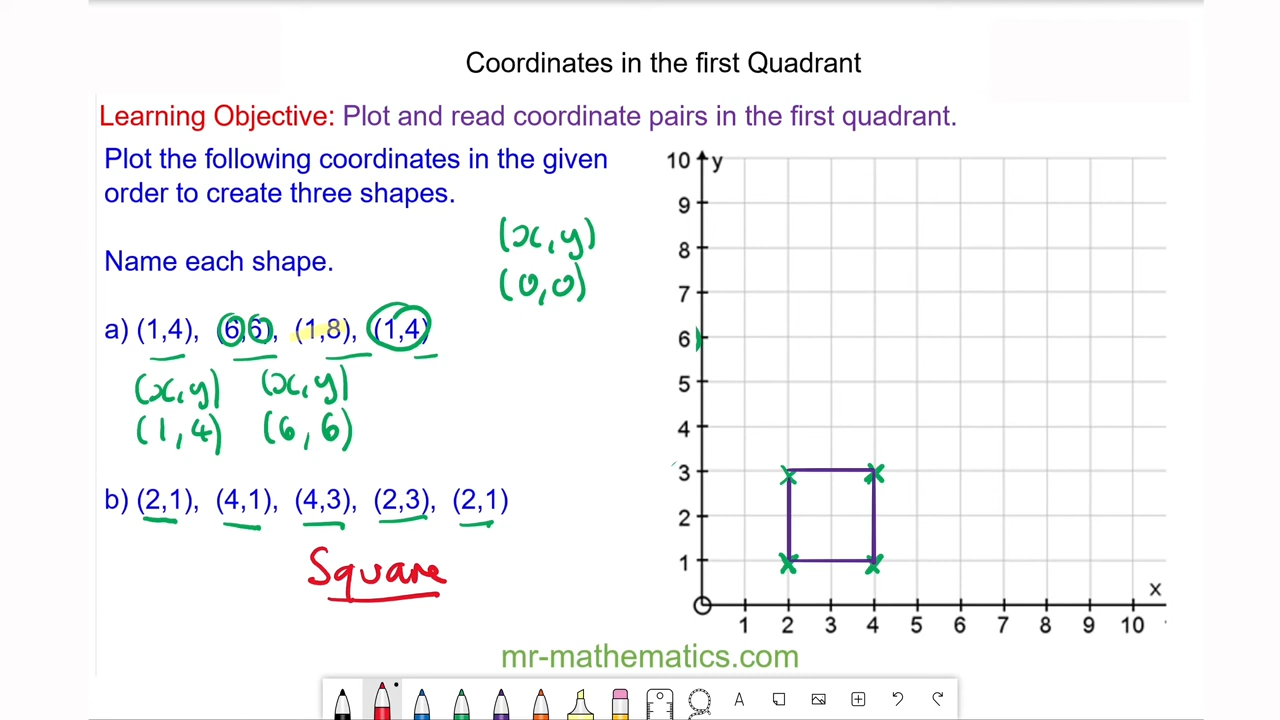 Coordinates in the first Quadrant
Learning Objective: Plot and read coordinate pairs in the first quadrant.
Plot the following coordinates in the given
order to create three shapes.
(x,y)
(0,0)
Name each shape.
a) (1,4), (6,6), (1,8), (1,4)
(x,y) (x,y)
(1,4) (6,6)
b) (2,1), (4,1), (4,3), (2,3), (2,1)
Square
10 y
9
8
7
6
5
4
3
2
1
x
1 2 3 4 5 6 7 8 9 10
mr-mathematics.com
A